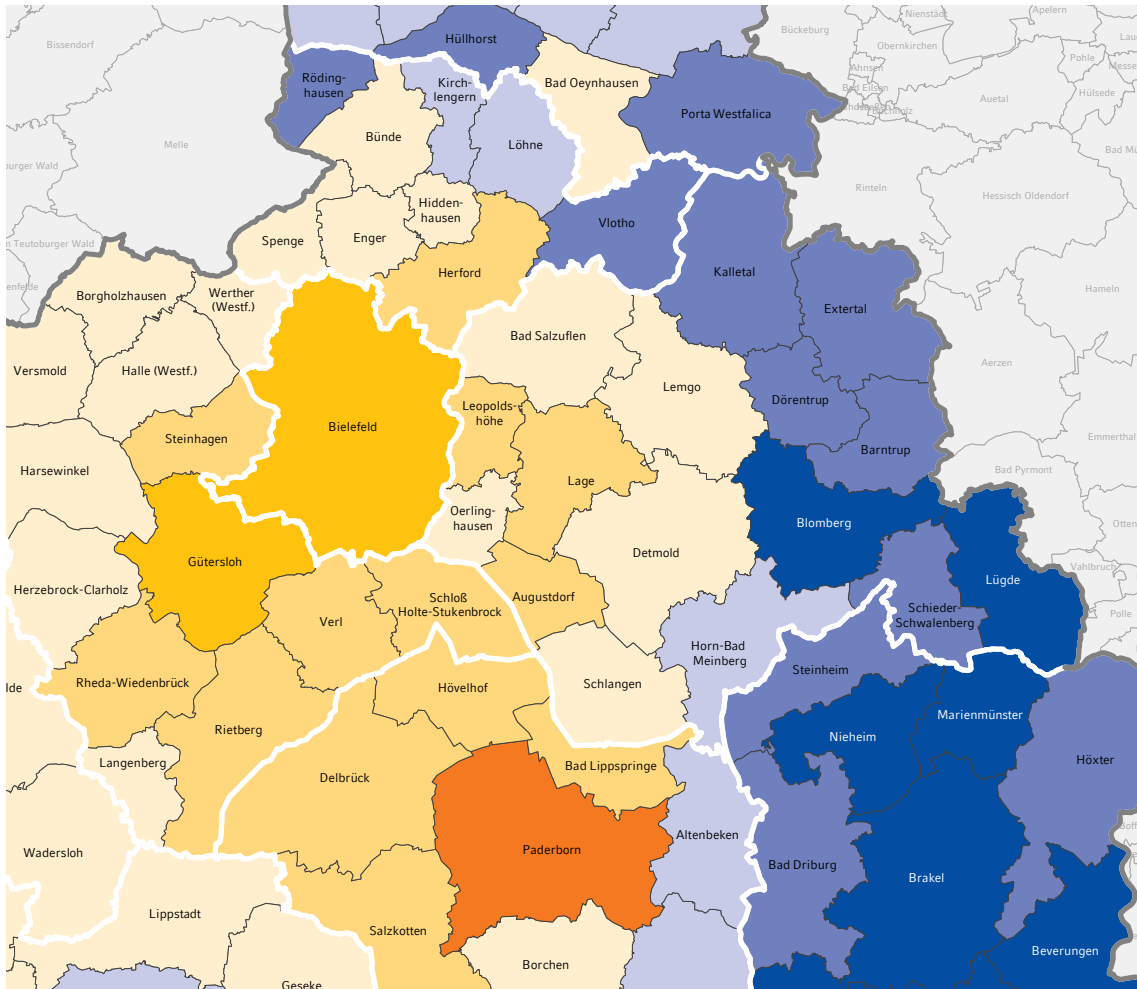 Bückeburg
Nienstädt
Apelern
Bissendorf
Hüllhorst
Obernkirchen
Pohle
Ahnsen
Röding-
hausen
Kirch-
lengern
Bad Oeynhausen
Bad Eilsen
Auetal
Hülsede
Buchholz
Porta Westfalica
Melle
Bünde
Löhne
Rinteln
Hessisch Oldendorf
Hidden-
hausen
Vlotho
Spenge
Enger
n Teutoburger Wald
Herford
Kalletal
Borgholzhausen
Werther
(Westf.)
Hameln
Extertal
Bad Salzuflen
Versmold
Halle (Westf.)
Aerzen
Lemgo
Dörentrup
Leopolds-
höhe
Bielefeld
Steinhagen
Emmerthal
Barntrup
Harsewinkel
Bad Pyrmont
Lage
Oerling-
hausen
Blomberg
Detmold
Gütersloh
Vahlbruch
Lügde
Herzebrock-Clarholz
Schloß
Holte-Stukenbrock
Augustdorf
Schieder-
Schwalenberg
Polle
Verl
Horn-Bad
Meinberg
Steinheim
Rheda-Wiedenbrück
Hövelhof
Schlangen
Marienmünster
Rietberg
Nieheim
Langenberg
Delbrück
Bad Lippspringe
Höxter
Altenbeken
Wadersloh
Paderborn
Bad Driburg
Brakel
Lippstadt
Salzkotten
Beverungen
Borchen
Geseke